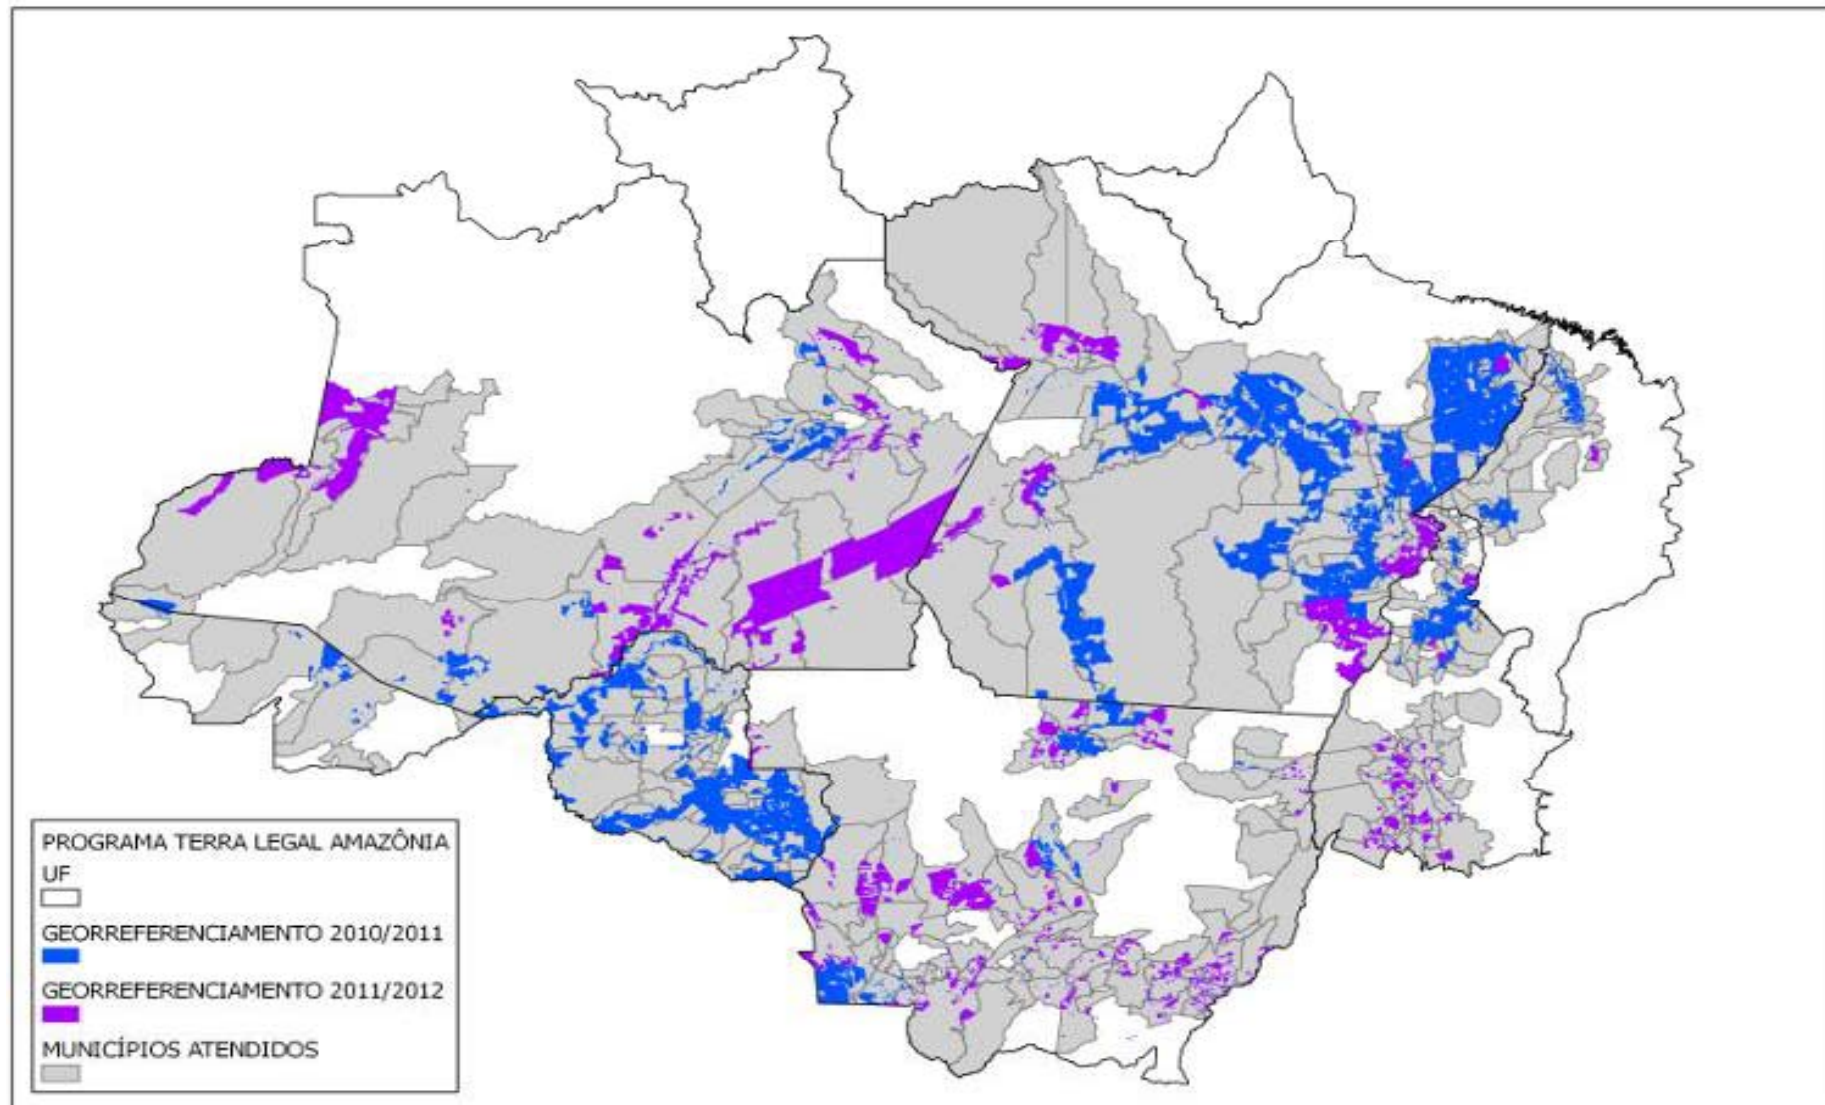 PROGRAMA TERRA LEGAL AMAZÔNIA
UF
GEORREFERENCIAMENTO 2010/2011
GEORREFERENCIAMENTO 2011/2012
MUNICÍPIOS ATENDIDOS